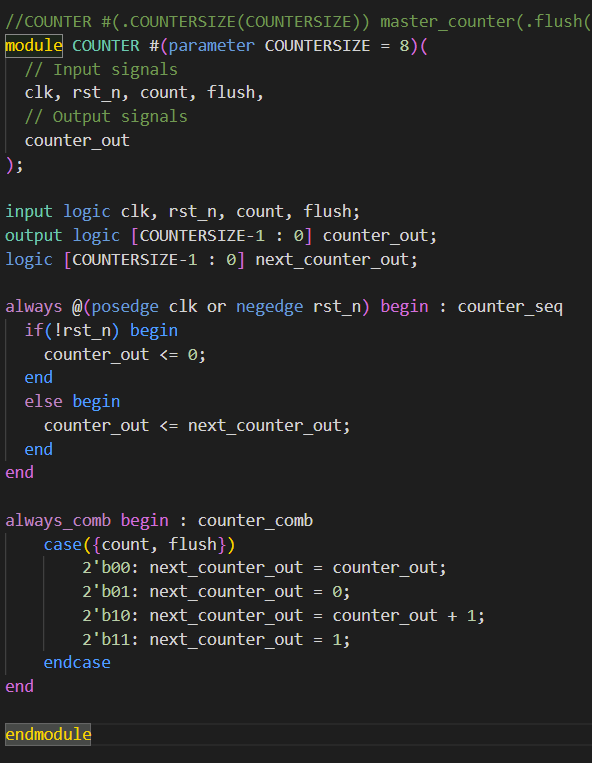 //COUNTER #(.COUNTERSIZE(COUNTERSIZE)) master_counter(.flush(
module COUNTER #(parameter COUNTERSIZE = 8)(
  // Input signals
  clk, rst_n, count, flush,
  // Output signals
  counter_out
);

input logic clk, rst_n, count, flush;
output logic [COUNTERSIZE-1 : 0] counter_out;
logic [COUNTERSIZE-1 : 0] next_counter_out;

always @(posedge clk or negedge rst_n) begin : counter_seq
  if(!rst_n) begin
    counter_out <= 0;
  end
  else begin
    counter_out <= next_counter_out;
  end
end

always_comb begin : counter_comb
    case({count, flush})
        2'b00: next_counter_out = counter_out;
        2'b01: next_counter_out = 0;
        2'b10: next_counter_out = counter_out + 1;
        2'b11: next_counter_out = 1;
    endcase
end

endmodule